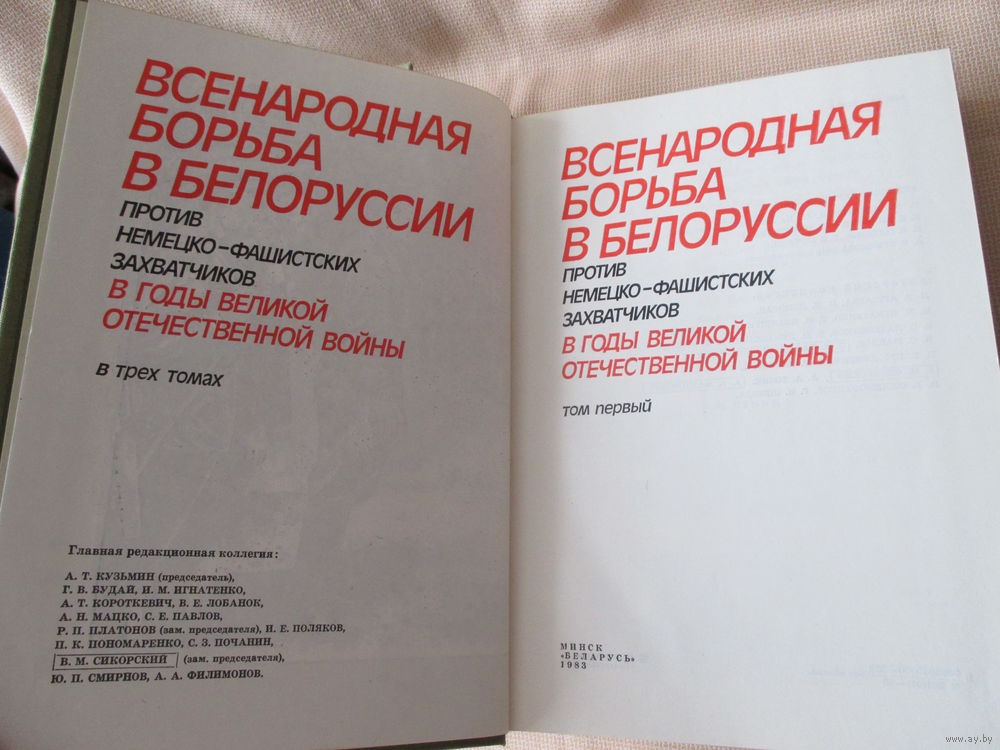 ВСЕНАРОДНАЯ
БОРЬБА
В БЕЛОРУССИИ
ПРОТИВ
НЕМЕЦКО-ФАШИСТСКИХ
ЗАХВАТЧИКОВ
В ГОДЫ ВЕЛИКОЙ
ОТЕЧЕСТВЕННОЙ ВОЙНЫ
в трех томах
Главная редакционная коллегия:
А. Т. КУЗЬМИН (председатель),
Г. В. БУДАЙ, И. М. ИГНАТЕНКО,
А. Т. КОРОТКЕВИЧ, В. Е. ЛОБАНОК,
А. Н. МАЦКО, С. Е. ПАВЛОВ,
Р. П. ПЛАТОНОВ (зам. председателя), И. Е. ПОЛЯКОВ,
П. К. ПОНОМАРЕНКО, С. З. ПОЧАНИН,
В. М. СИКОРСКИЙ (зам. председателя),
Ю. П. СМИРНОВ, А. А. ФИЛИМОНОВ.
ВСЕНАРОДНАЯ
БОРЬБА
В БЕЛОРУССИИ
ПРОТИВ
НЕМЕЦКО-ФАШИСТСКИХ
ЗАХВАТЧИКОВ
В ГОДЫ ВЕЛИКОЙ
ОТЕЧЕСТВЕННОЙ ВОЙНЫ
том первый
МИНСК
«БЕЛАРУСЬ»
1983
www.ay.by